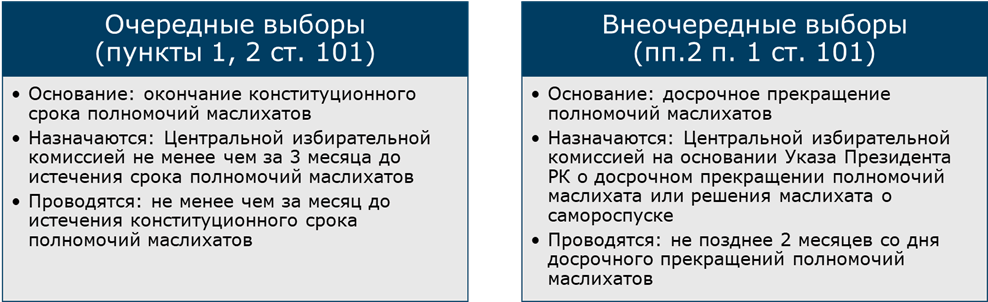 Очередные выборы
(пункты 1, 2 ст. 101)
• Основание: окончание конституционного
срока полномочий маслихатов
• Назначаются: Центральной избирательной
комиссией не менее чем за 3 месяца до
истечения срока полномочий маслихатов
• Проводятся: не менее чем за месяц до
истечения конституционного срока
полномочий маслихатов
Внеочередные выборы
(пп.2 п. 1 ст. 101)
• Основание: досрочное прекращение
полномочий маслихатов
• Назначаются: Центральной избирательной
комиссией на основании Указа Президента
РК о досрочном прекращении полномочий
маслихата или решения маслихата о
самороспуске
• Проводятся: не позднее 2 месяцев со дня
досрочного прекращений полномочий
маслихатов